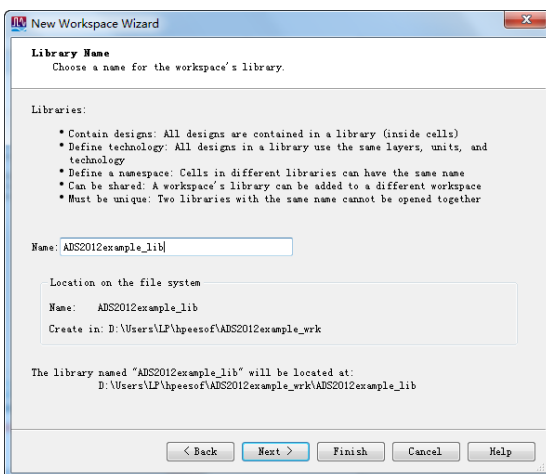 New Workspace Wizard
Library Name
Choose a name for the workspace's library.
Libraries:
* Contain designs: All designs are contained in a library (inside cells)
* Define technology: All designs in a library use the same layers, units, and
technology
* Define a namespace: Cells in different libraries can have the same name
* Can be shared: A workspace's library can be added to a different workspace
* Must be unique: Two libraries with the same name cannot be opened together
Name: ADS2012example_lib
Location on the file system
Name: ADS2012example_lib
Create in: D:\Users\LP\hpeesof\ADS2012example_wrk
The library named "ADS2012example_lib" will be located at:
D:\Users\LP\hpeesof\ADS2012example_wrk\ADS2012example_lib
< Back Next > Finish Cancel Help